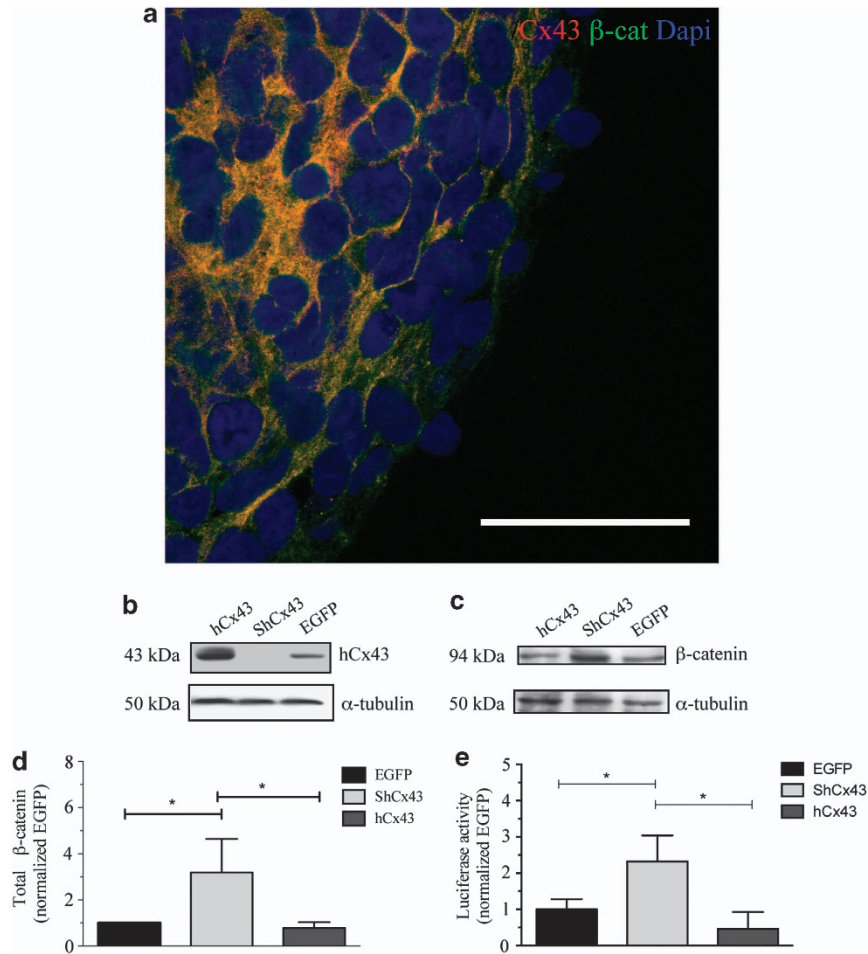 a
Cx43 β-cat Dapi
b
hCx43 ShCx43 EGFP
43 kDa hCx43
50 kDa α-tubulin
c
hCx43 ShCx43 EGFP
94 kDa β-catenin
50 kDa α-tubulin
d
Total β-catenin
(normalized EGFP)
8
6
4
2
0
*
*
EGFP
ShCx43
hCx43
e
Luciferase activity
(normalized EGFP)
5
4
3
2
1
0
*
*
EGFP
ShCx43
hCx43